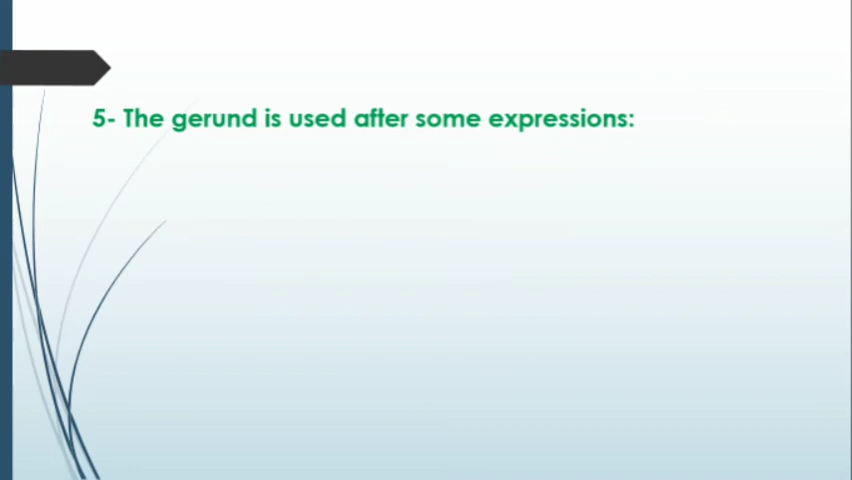 5- The gerund is used after some expressions: